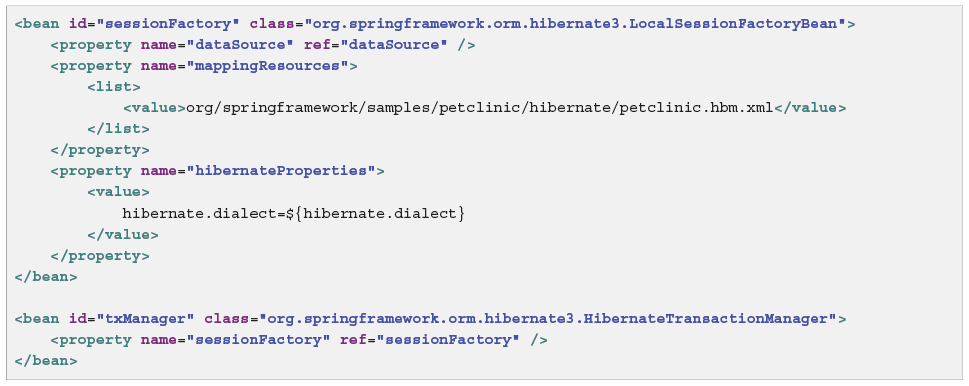 <bean id="sessionFactory" class="org.springframework.orm.hibernate3.LocalSessionFactoryBean">
    <property name="dataSource" ref="dataSource" />
    <property name="mappingResources">
        <list>
            <value>org/springframework/samples/petclinic/hibernate/petclinic.hbm.xml</value>
        </list>
    </property>
    <property name="hibernateProperties">
        <value>
            hibernate.dialect=${hibernate.dialect}
        </value>
    </property>
</bean>

<bean id="txManager" class="org.springframework.orm.hibernate3.HibernateTransactionManager">
    <property name="sessionFactory" ref="sessionFactory" />
</bean>